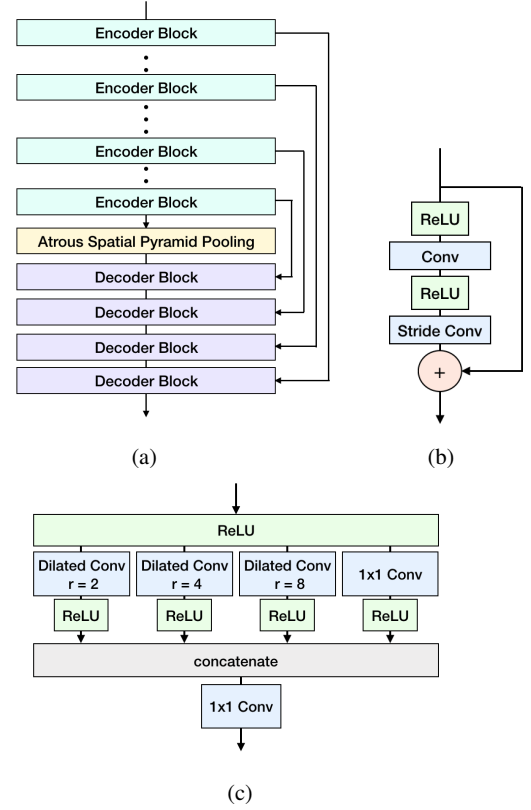 Encoder Block
Encoder Block
Encoder Block
Encoder Block
Atrous Spatial Pyramid Pooling
Decoder Block
Decoder Block
Decoder Block
Decoder Block
(a)
ReLU
Conv
ReLU
Stride Conv
+
(b)
ReLU
Dilated Conv
r = 2
Dilated Conv
r = 4
Dilated Conv
r = 8
1x1 Conv
ReLU
ReLU
ReLU
ReLU
concatenate
1x1 Conv
(c)